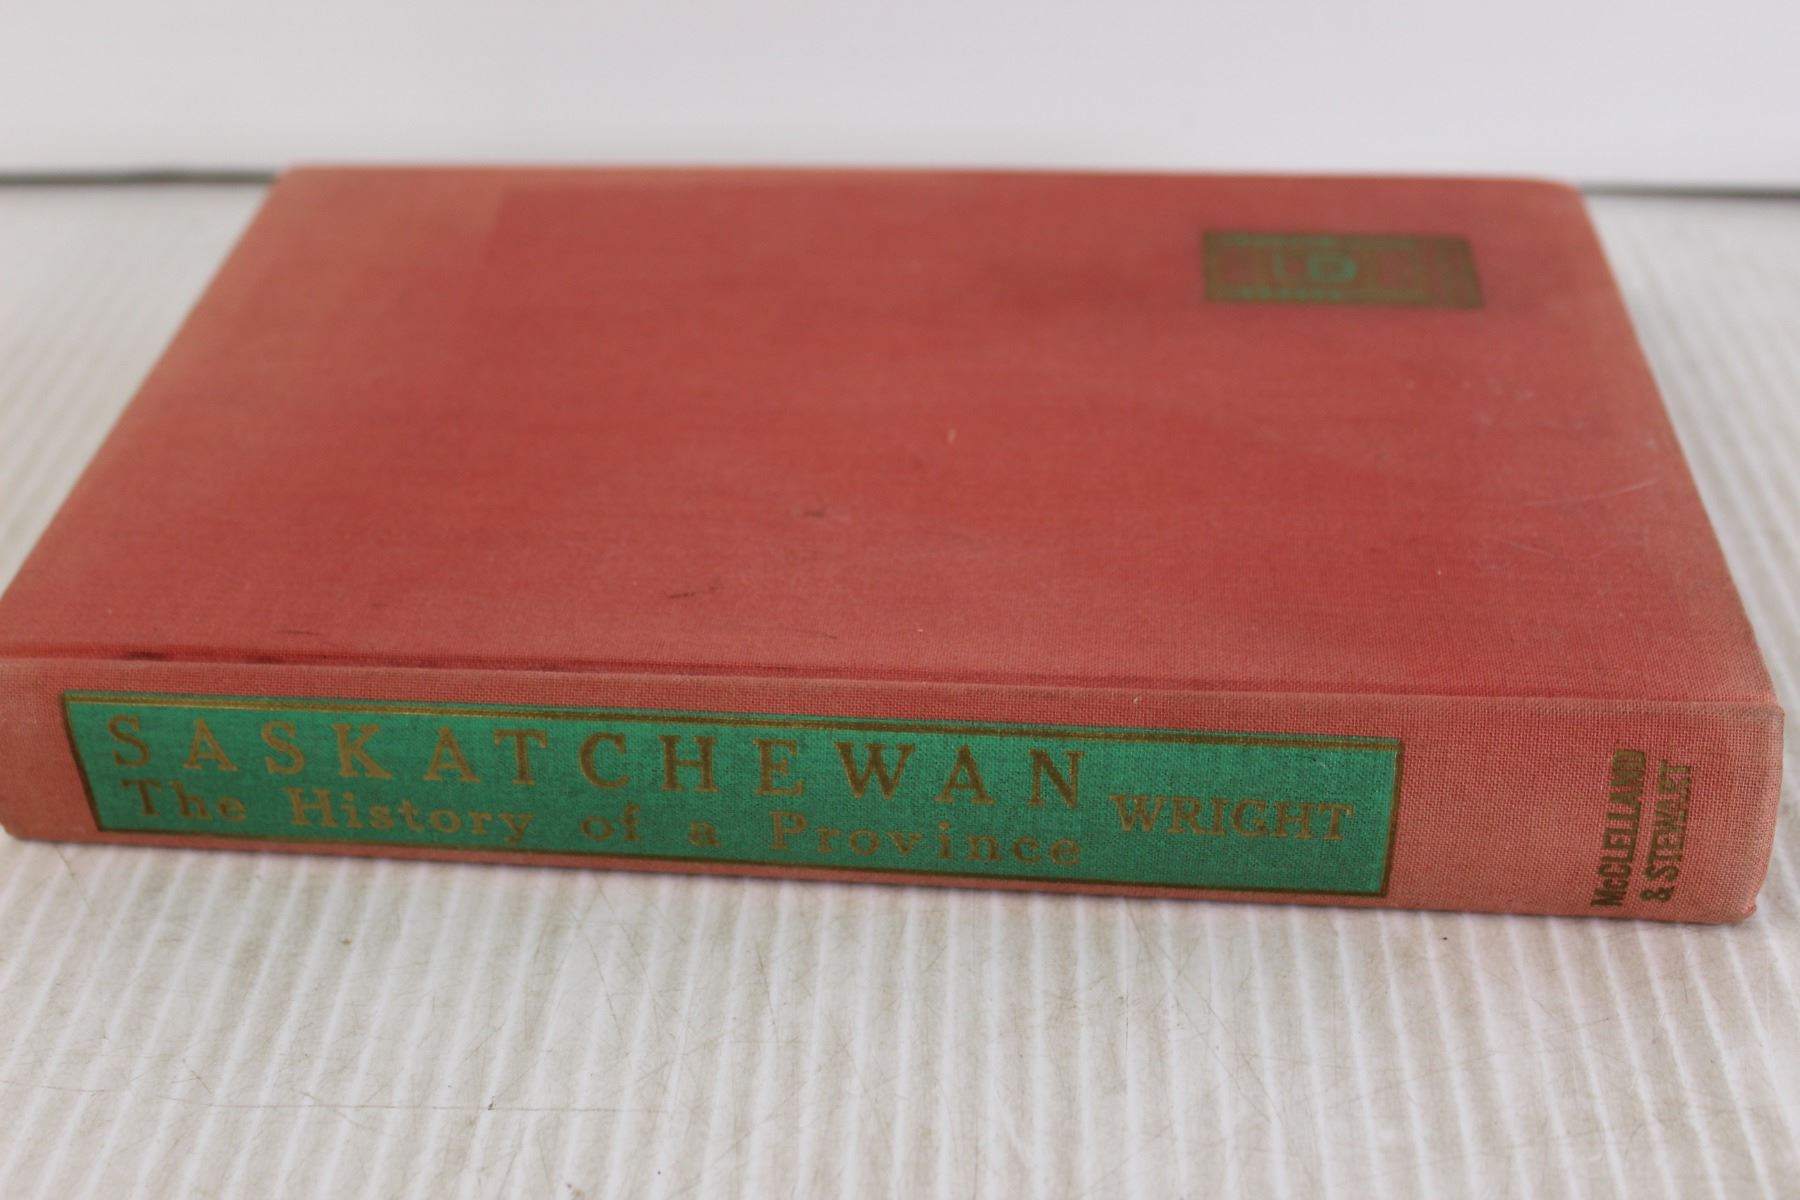 SASKATCHEWAN
The History of a Province
WRIGHT
McCLELLAND
& STEWART